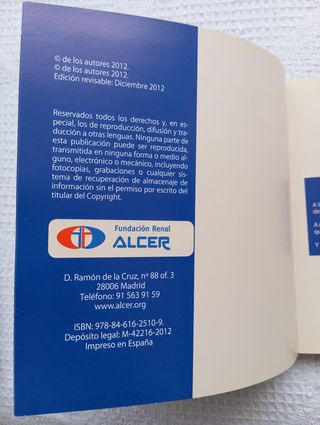 © de los autores 2012.
© de los autores 2012.
Edición revisable: Diciembre 2012
Reservados todos los derechos y, en es-
pecial, los de reproducción, difusión y tra-
ducción a otras lenguas. Ninguna parte de
esta publicación puede ser reproducida,
transmitida en ninguna forma o medio al-
guno, electrónico o mecánico, incluyendo
fotocopias, grabaciones o cualquier sis-
tema de recuperación de almacenaje de
información sin el permiso por escrito del
titular del Copyright.
Fundación Renal
ALCER
D. Ramón de la Cruz, nº 88 of. 3
28006 Madrid
Teléfono: 91 563 91 59
www.alcer.org
ISBN: 978-84-616-2510-9.
Depósito legal: M-42216-2012
Impreso en España